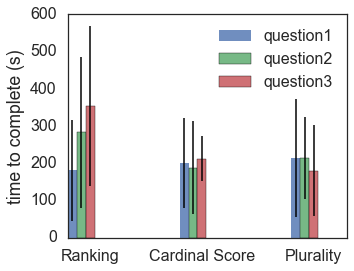 600
500
400
300
200
100
0
time to complete (s)
question1
question2
question3
Ranking Cardinal Score Plurality